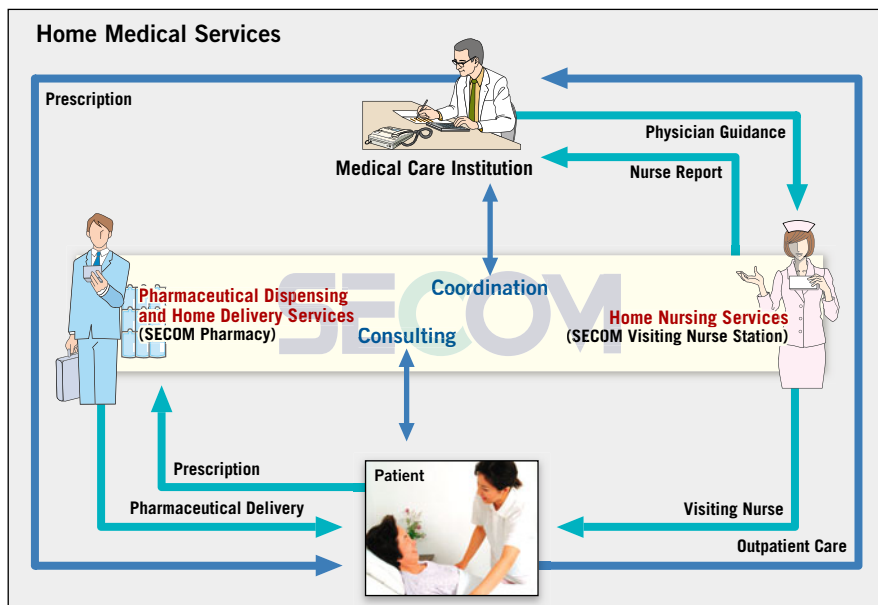 Home Medical Services
Prescription
Physician Guidance
Medical Care Institution
Nurse Report
SECOM
Coordination
Pharmaceutical Dispensing
and Home Delivery Services
(SECOM Pharmacy)
Home Nursing Services
(SECOM Visiting Nurse Station)
Consulting
Prescription
Patient
Pharmaceutical Delivery
Visiting Nurse
Outpatient Care